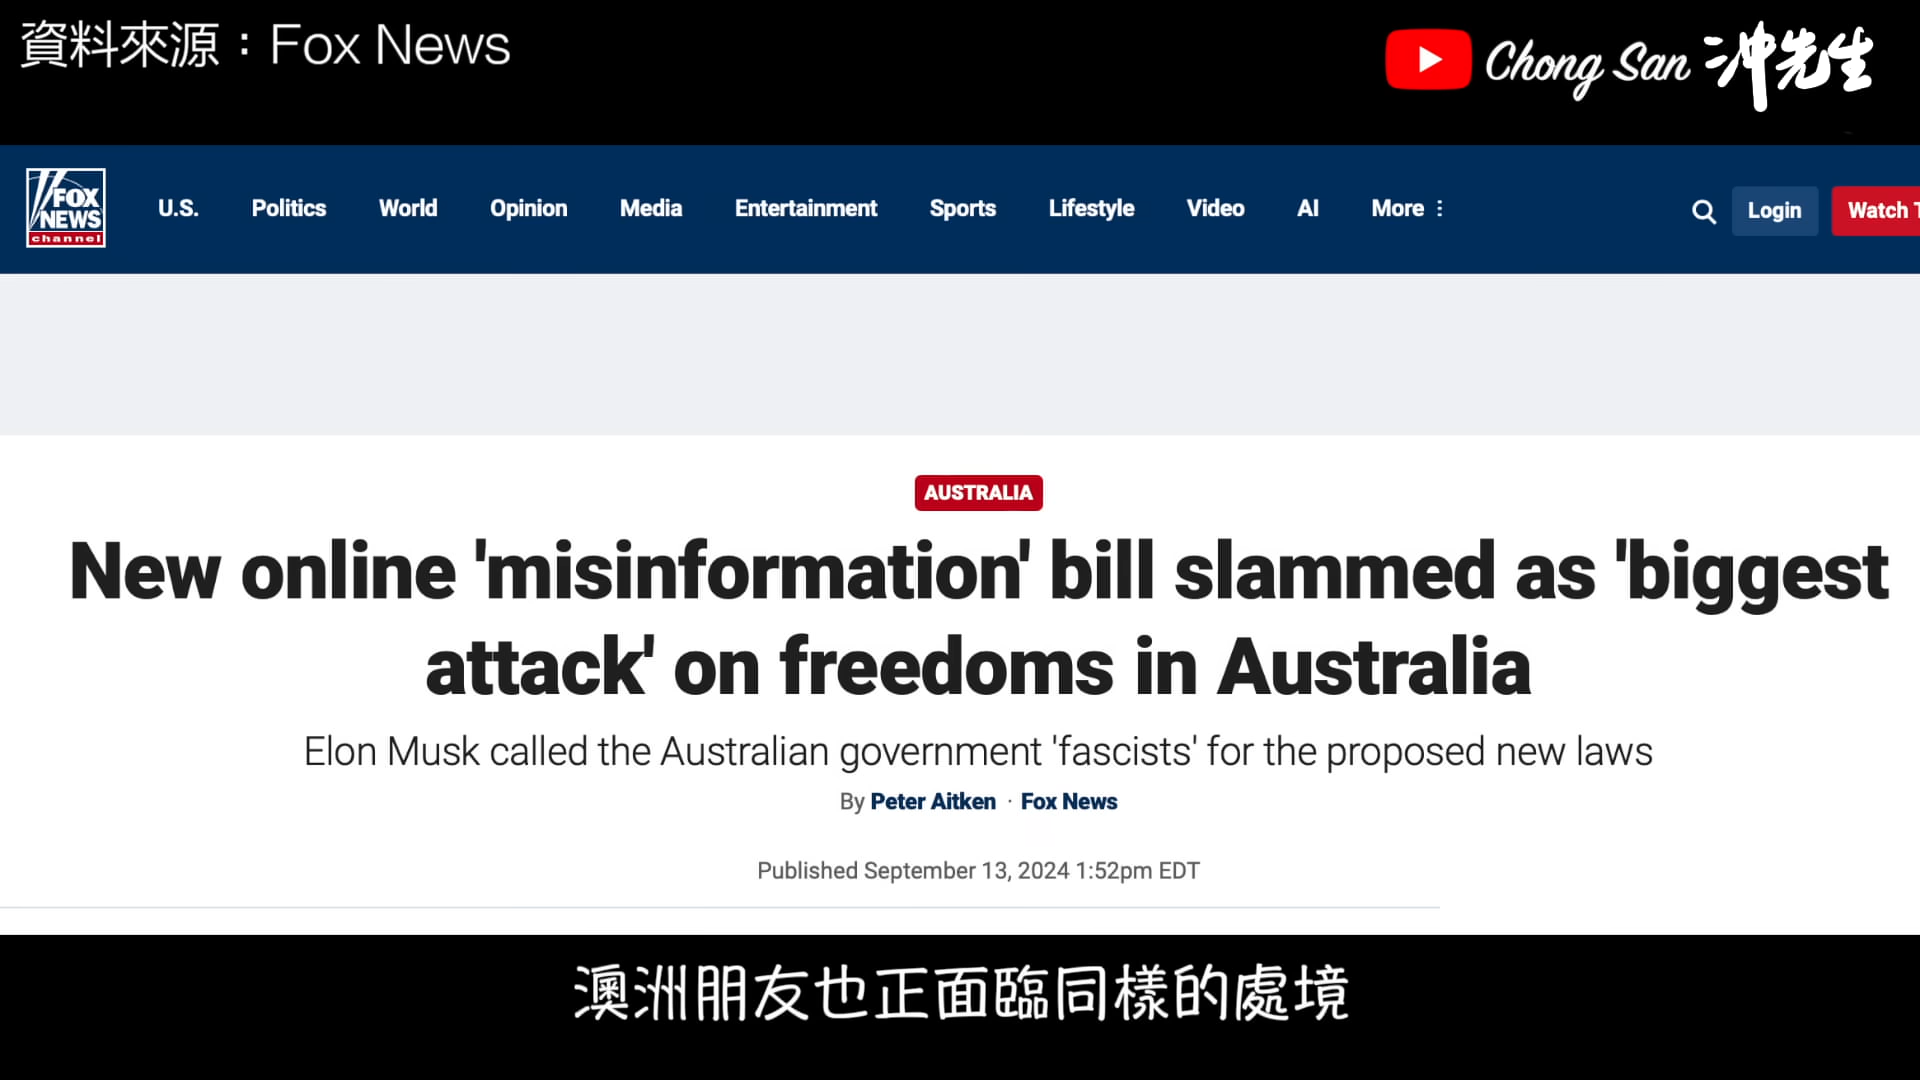 資料來源：Fox News
Chong San 沖先生
FOX
NEWS
channel
U.S. Politics World Opinion Media Entertainment Sports Lifestyle Video AI More
Login
Watch T
AUSTRALIA
New online 'misinformation' bill slammed as 'biggest
attack' on freedoms in Australia
Elon Musk called the Australian government 'fascists' for the proposed new laws
By Peter Aitken · Fox News
Published September 13, 2024 1:52pm EDT
澳洲朋友也正面臨同樣的處境